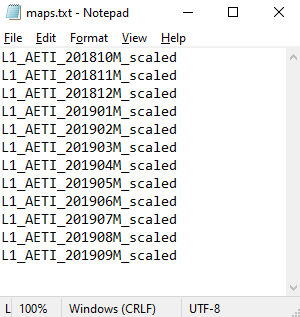 maps.txt - Notepad
File Edit Format View Help
L1_AETI_201810M_scaled
L1_AETI_201811M_scaled
L1_AETI_201812M_scaled
L1_AETI_201901M_scaled
L1_AETI_201902M_scaled
L1_AETI_201903M_scaled
L1_AETI_201904M_scaled
L1_AETI_201905M_scaled
L1_AETI_201906M_scaled
L1_AETI_201907M_scaled
L1_AETI_201908M_scaled
L1_AETI_201909M_scaled
L 100% Windows (CRLF) UTF-8